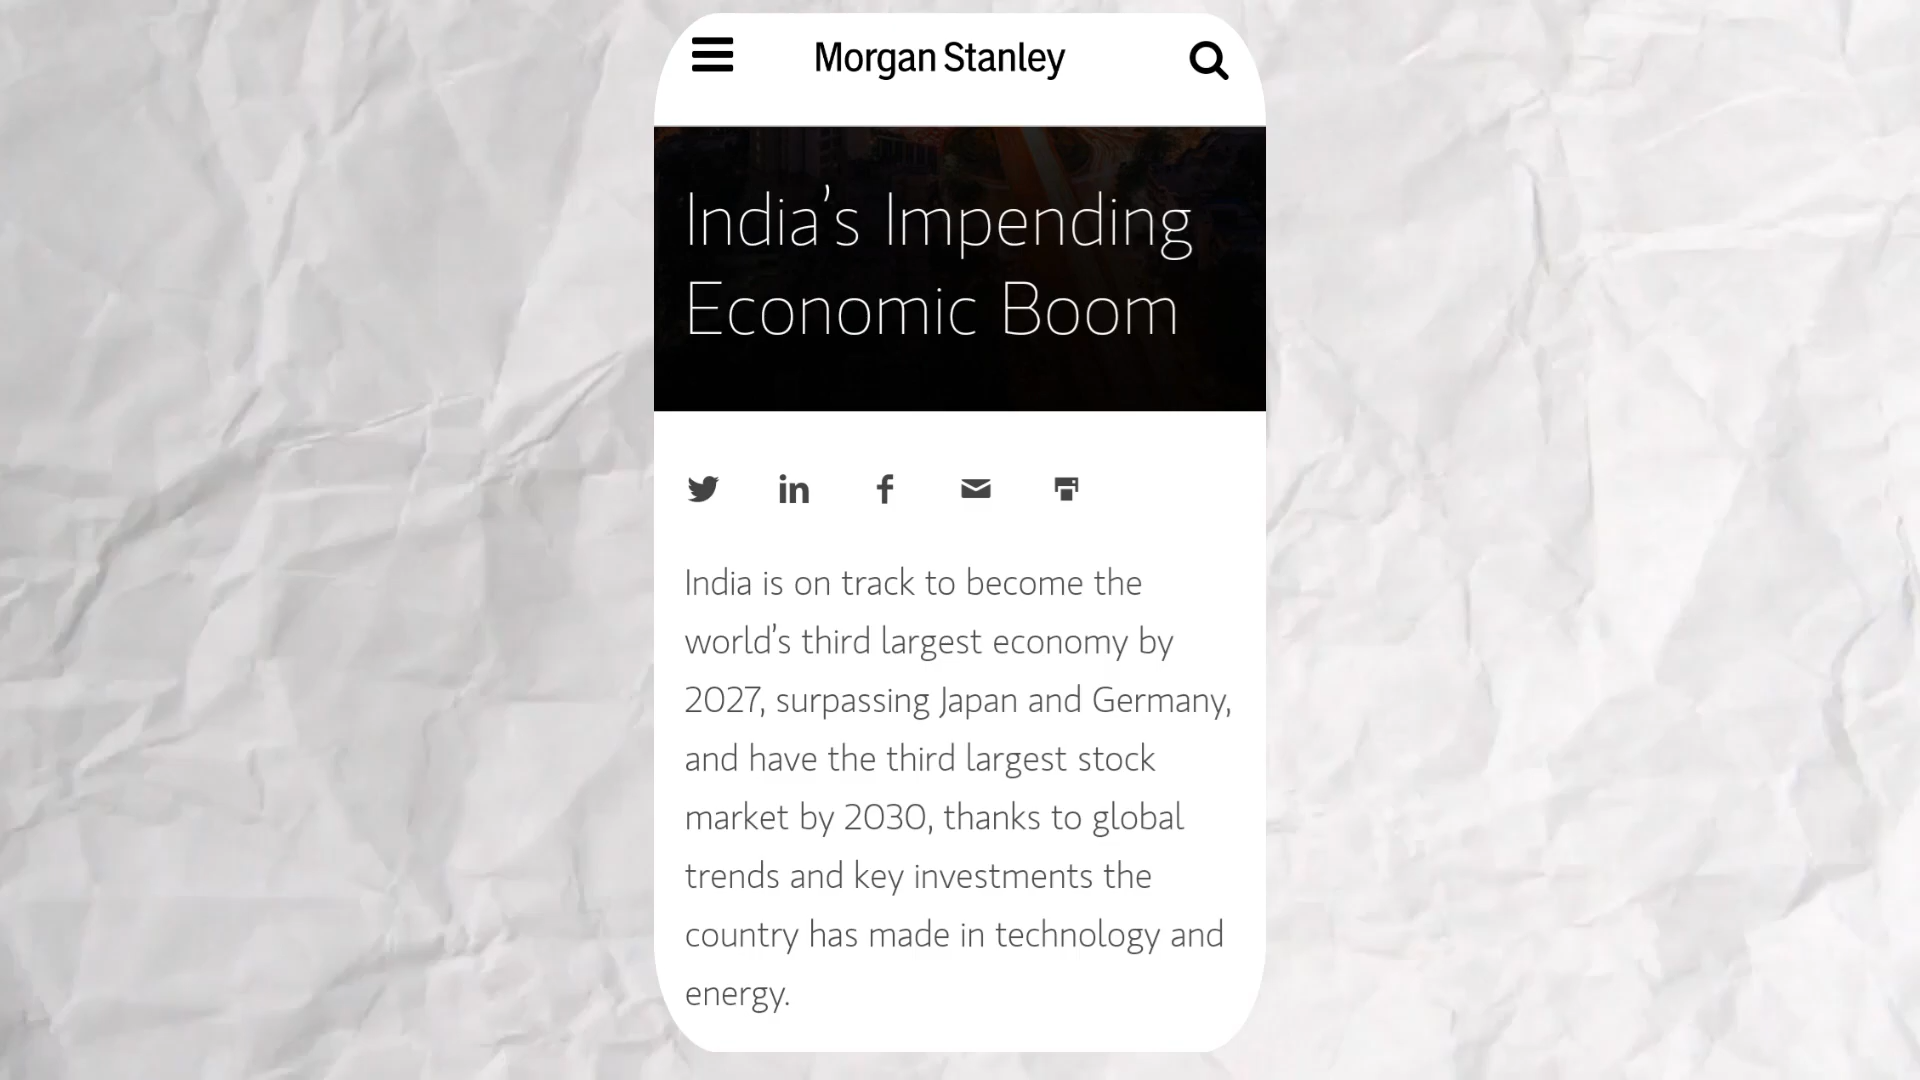 Morgan Stanley
India’s Impending
Economic Boom
India is on track to become the
world’s third largest economy by
2027, surpassing Japan and Germany,
and have the third largest stock
market by 2030, thanks to global
trends and key investments the
country has made in technology and
energy.